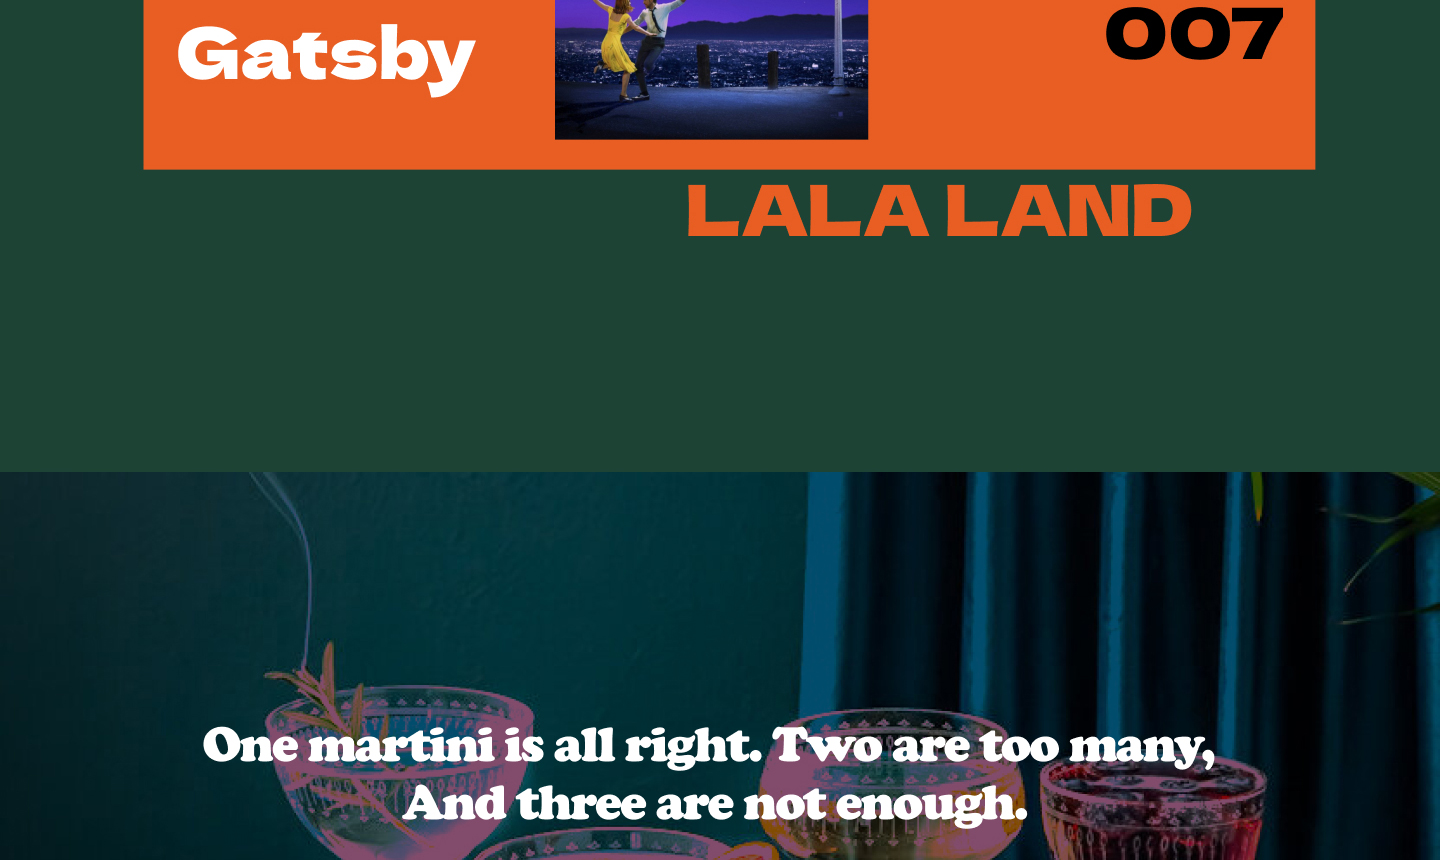 Gatsby
007
LALA LAND
One martini is all right. Two are too many,
And three are not enough.